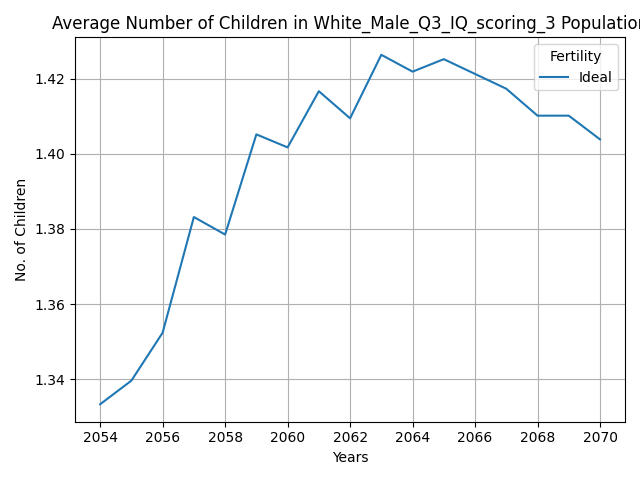 Average Number of Children in White_Male_Q3_IQ_scoring_3 Population
Fertility
Ideal
No. of Children
1.42
1.40
1.38
1.36
1.34
2054 2056 2058 2060 2062 2064 2066 2068 2070
Years